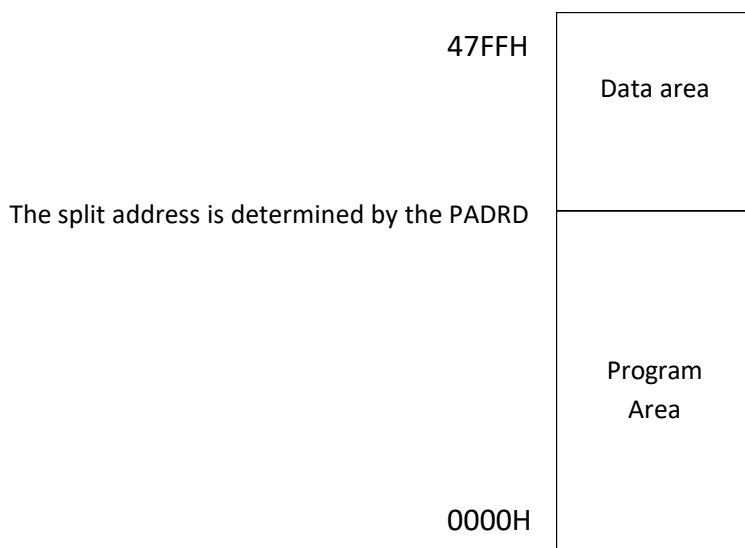 47FFH
Data area
The split address is determined by the PADRD
Program
Area
0000H